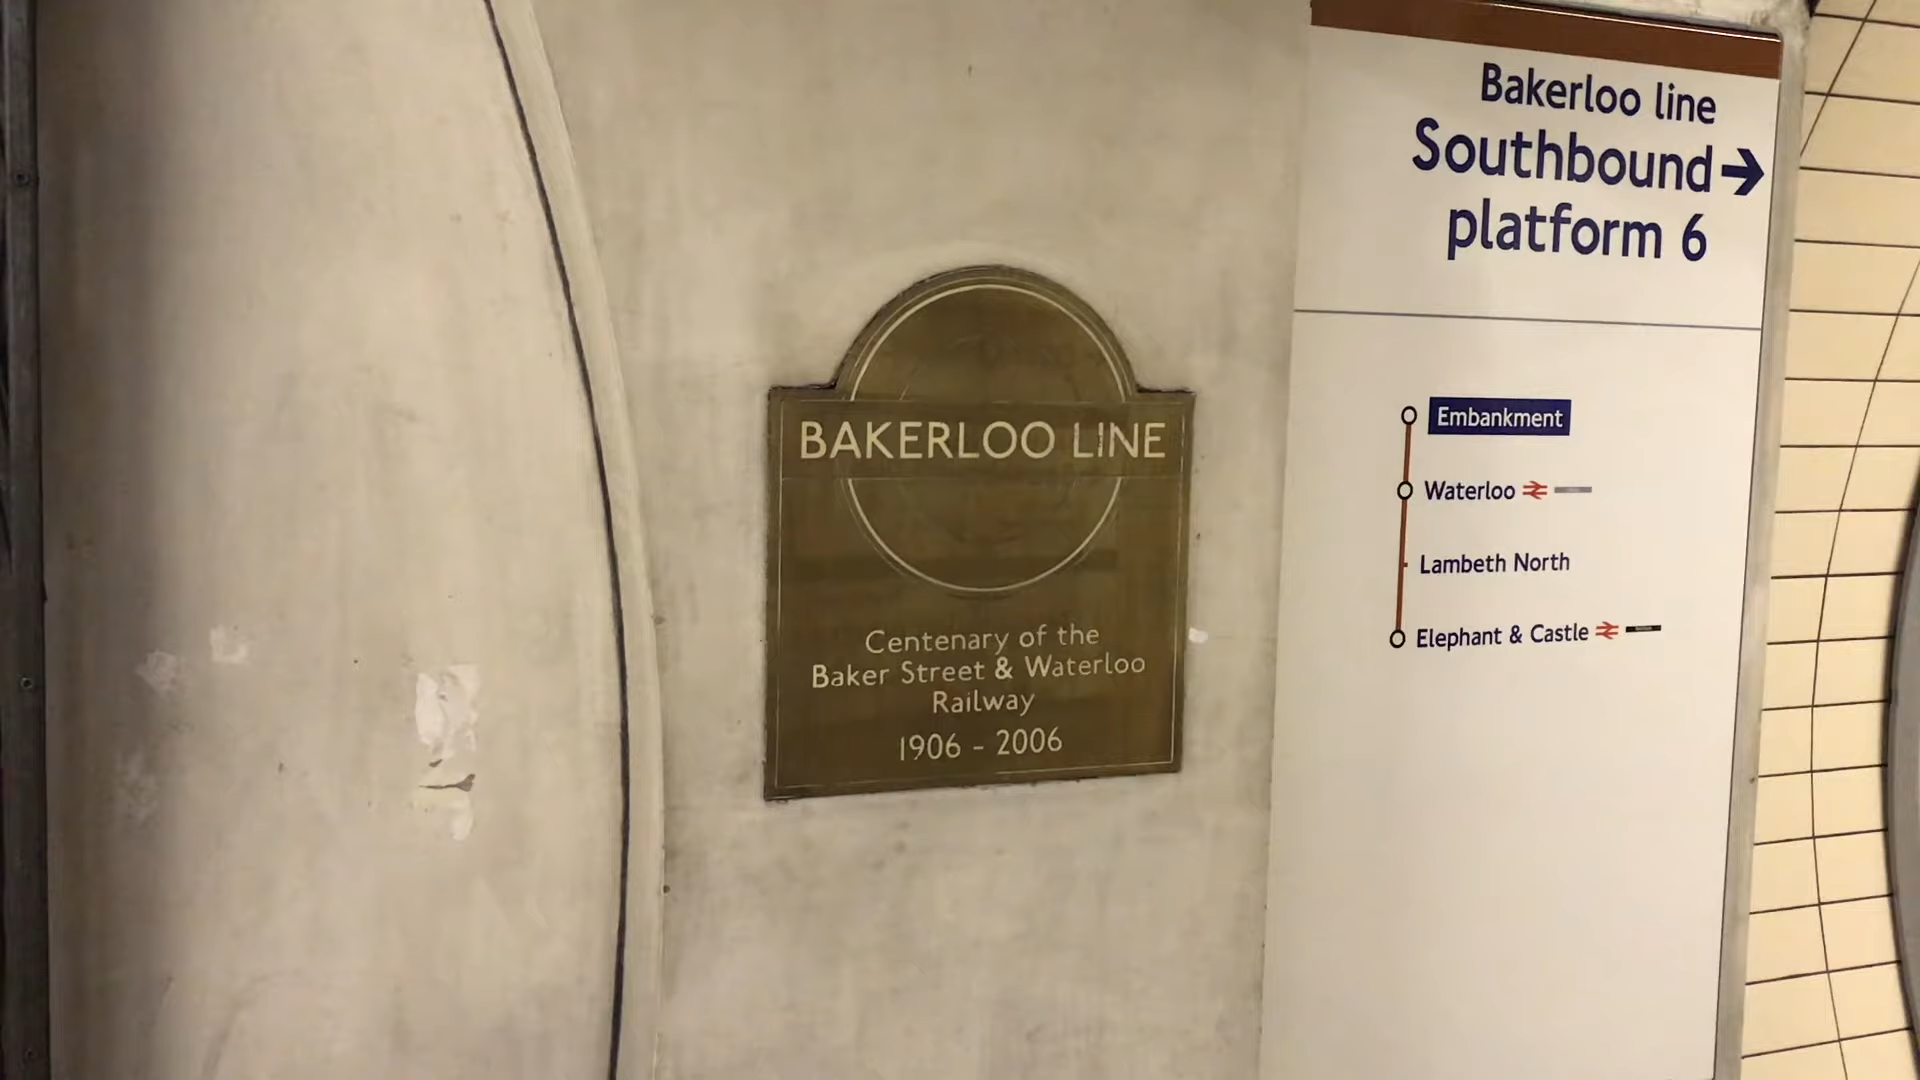 BAKERLOO LINE
Centenary of the
Baker Street & Waterloo
Railway
1906 - 2006
Bakerloo line
Southbound →
platform 6
Embankment
Waterloo
Lambeth North
Elephant & Castle